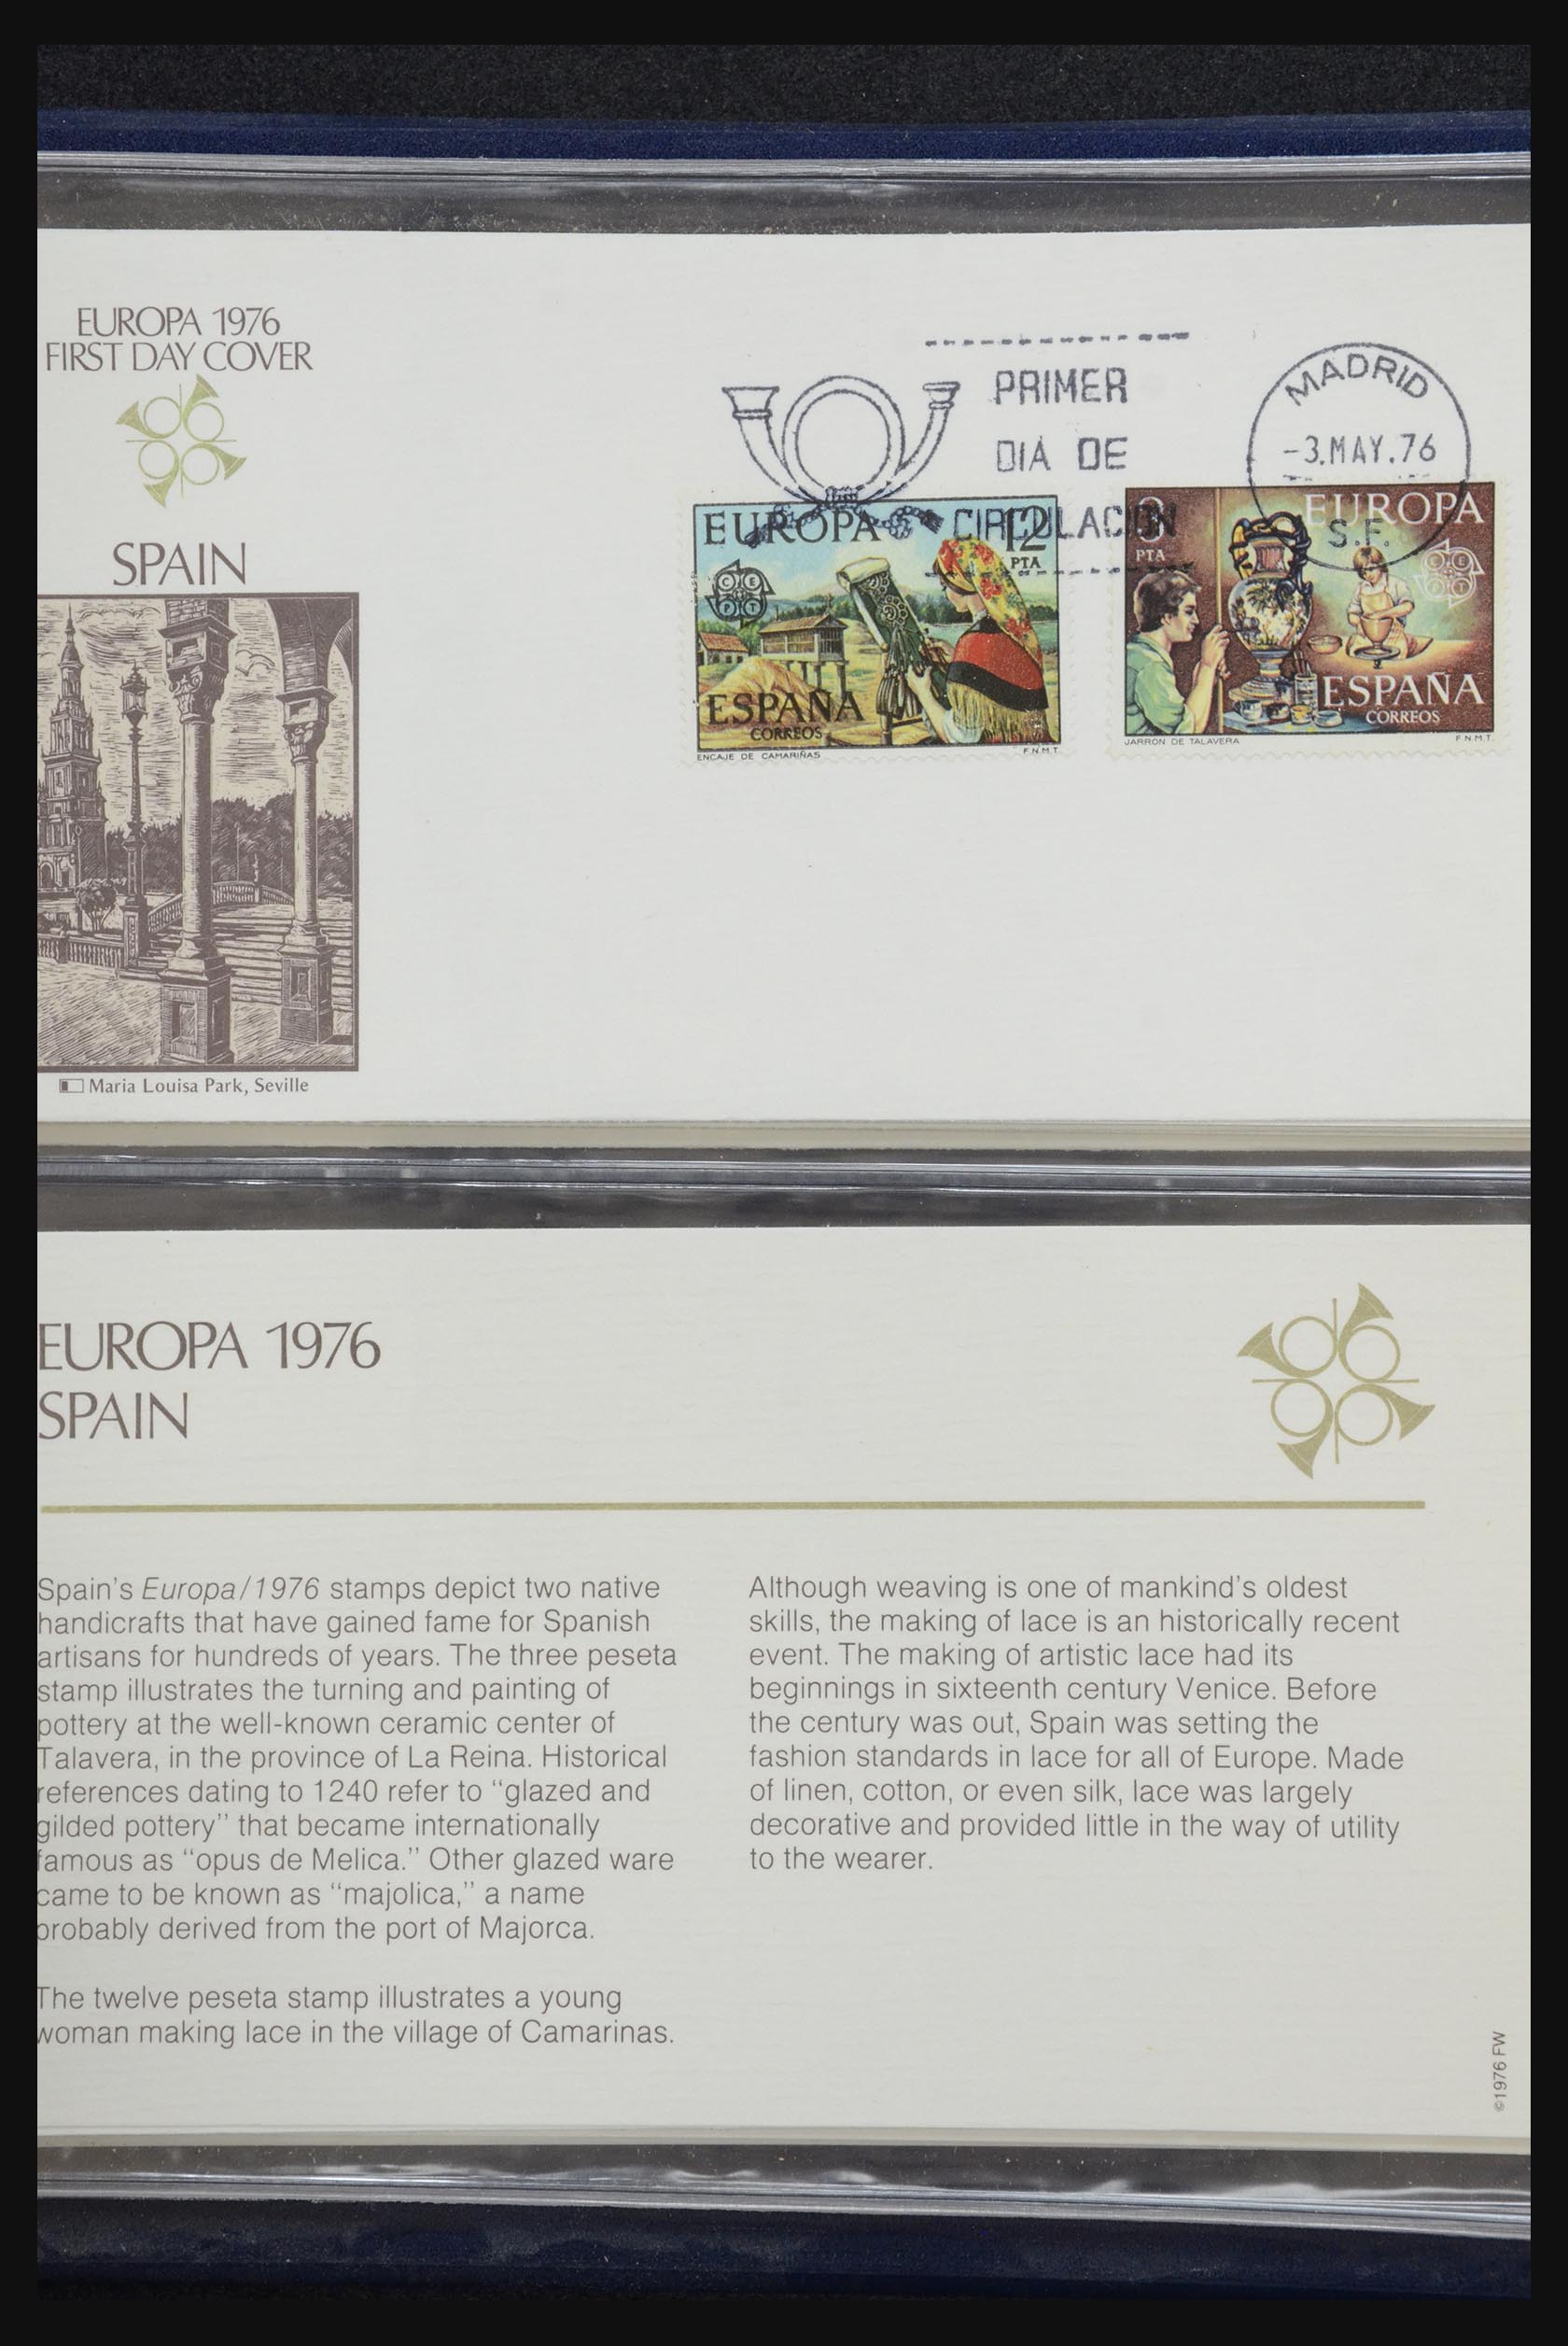 EUROPA 1976
FIRST DAY COVER
SPAIN
Maria Louisa Park, Seville
PRIMER
DIA DE
CIRCULACION
MADRID
-3.MAY.76
S.F.
EUROPA 12
PTA
CEPT
ESPAÑA
CORREOS
ENCAJE DE CAMARIÑAS F.N.M.T.
3 EUROPA
PTA
CEPT
ESPAÑA
CORREOS
JARRON DE TALAVERA F.N.M.T.
EUROPA 1976
SPAIN
Spain's Europa/1976 stamps depict two native
handicrafts that have gained fame for Spanish
artisans for hundreds of years. The three peseta
stamp illustrates the turning and painting of
pottery at the well-known ceramic center of
Talavera, in the province of La Reina. Historical
references dating to 1240 refer to "glazed and
gilded pottery" that became internationally
famous as "opus de Melica." Other glazed ware
came to be known as "majolica," a name
probably derived from the port of Majorca.
The twelve peseta stamp illustrates a young
woman making lace in the village of Camarinas.
Although weaving is one of mankind's oldest
skills, the making of lace is an historically recent
event. The making of artistic lace had its
beginnings in sixteenth century Venice. Before
the century was out, Spain was setting the
fashion standards in lace for all of Europe. Made
of linen, cotton, or even silk, lace was largely
decorative and provided little in the way of utility
to the wearer.
©1976 FW